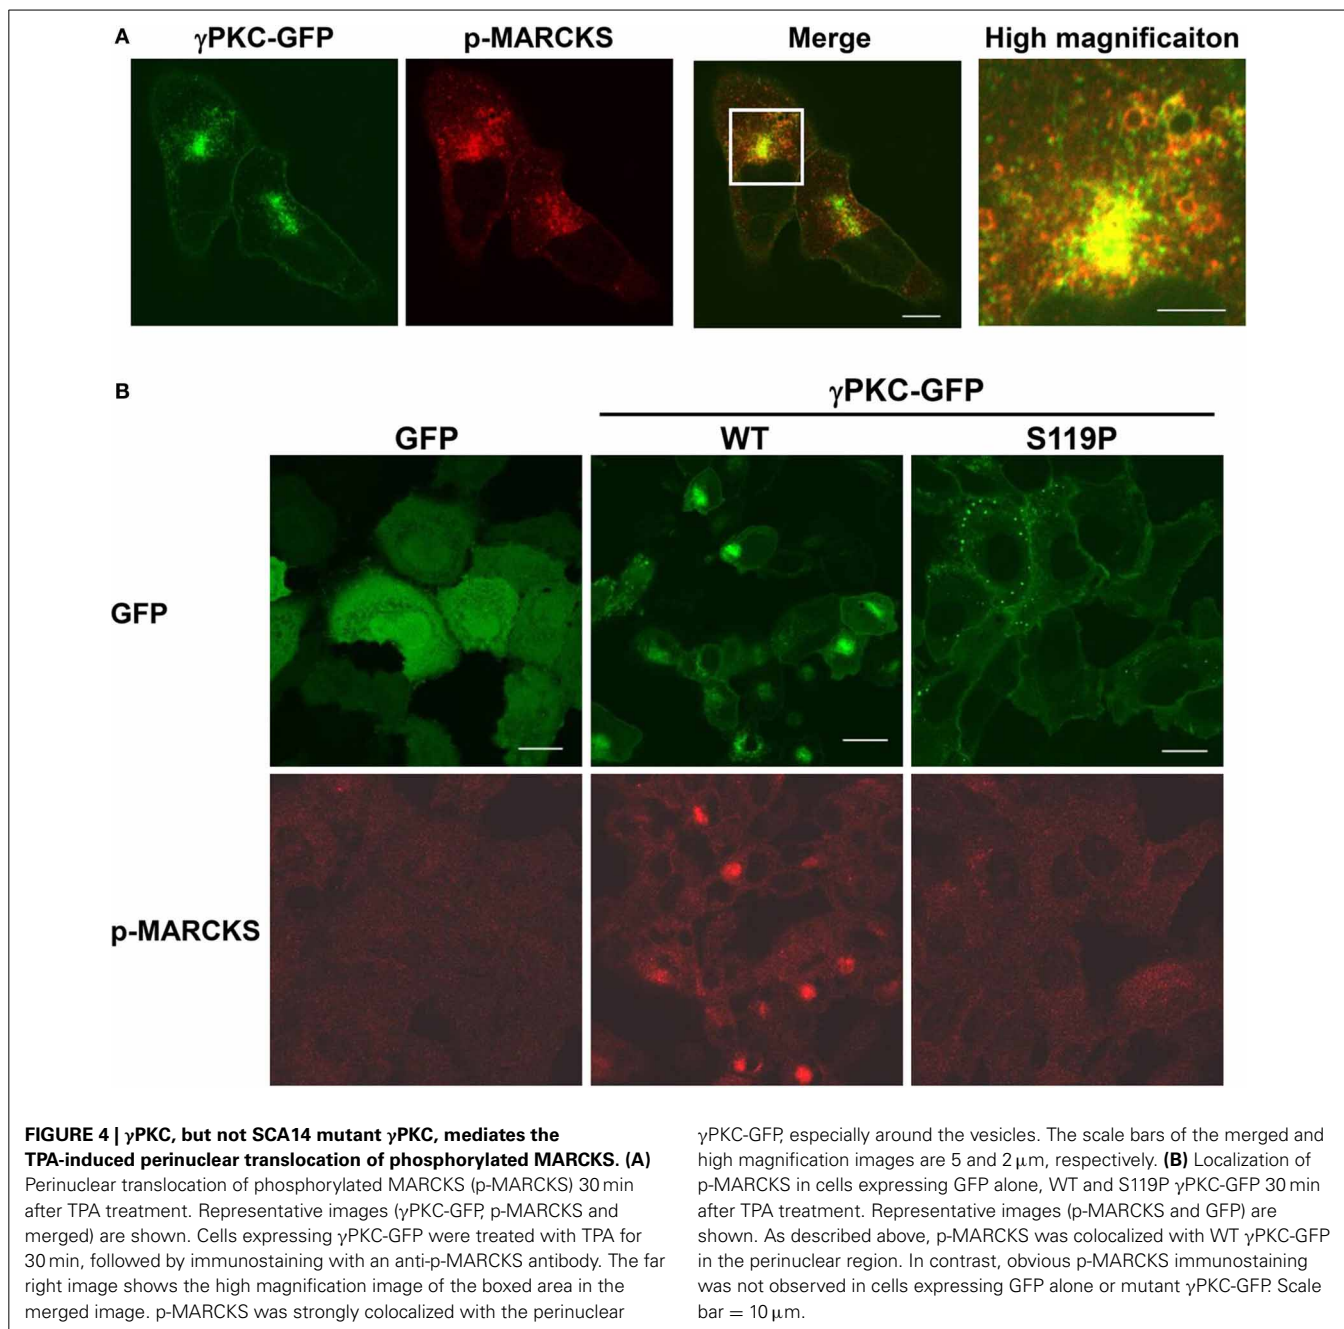 A
γPKC-GFP p-MARCKS Merge High magnificaiton
B
γPKC-GFP
GFP WT S119P
GFP
p-MARCKS
FIGURE 4 | γPKC, but not SCA14 mutant γPKC, mediates the
TPA-induced perinuclear translocation of phosphorylated MARCKS. (A)
Perinuclear translocation of phosphorylated MARCKS (p-MARCKS) 30 min
after TPA treatment. Representative images (γPKC-GFP, p-MARCKS and
merged) are shown. Cells expressing γPKC-GFP were treated with TPA for
30 min, followed by immunostaining with an anti-p-MARCKS antibody. The far
right image shows the high magnification image of the boxed area in the
merged image. p-MARCKS was strongly colocalized with the perinuclear
γPKC-GFP, especially around the vesicles. The scale bars of the merged and
high magnification images are 5 and 2 μm, respectively. (B) Localization of
p-MARCKS in cells expressing GFP alone, WT and S119P γPKC-GFP 30 min
after TPA treatment. Representative images (p-MARCKS and GFP) are
shown. As described above, p-MARCKS was colocalized with WT γPKC-GFP
in the perinuclear region. In contrast, obvious p-MARCKS immunostaining
was not observed in cells expressing GFP alone or mutant γPKC-GFP. Scale
bar = 10 μm.